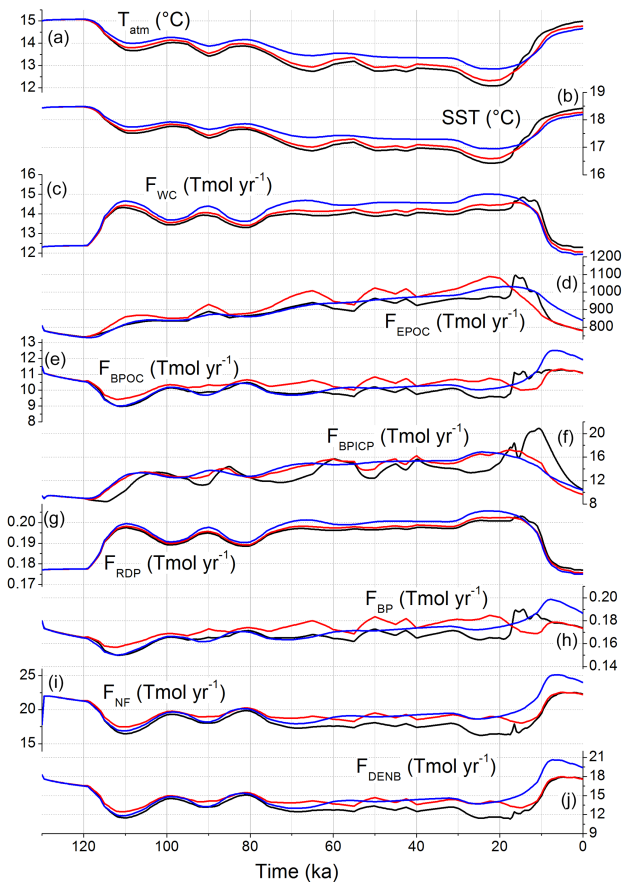 15
14
13
12
(a)
T_atm (°C)
19
18
17
16
(b)
SST (°C)
16
15
14
13
12
(c)
F_WC (Tmol yr⁻¹)
1200
1100
1000
900
800
(d)
F_EPOC (Tmol yr⁻¹)
13
12
11
10
9
8
(e)
F_BPOC (Tmol yr⁻¹)
20
16
12
8
(f)
F_BPICP (Tmol yr⁻¹)
0.20
0.19
0.18
0.17
(g)
F_RDP (Tmol yr⁻¹)
0.20
0.18
0.16
0.14
(h)
F_BP (Tmol yr⁻¹)
25
20
15
(i)
F_NF (Tmol yr⁻¹)
21
18
15
12
9
(j)
F_DENB (Tmol yr⁻¹)
120 100 80 60 40 20 0
Time (ka)